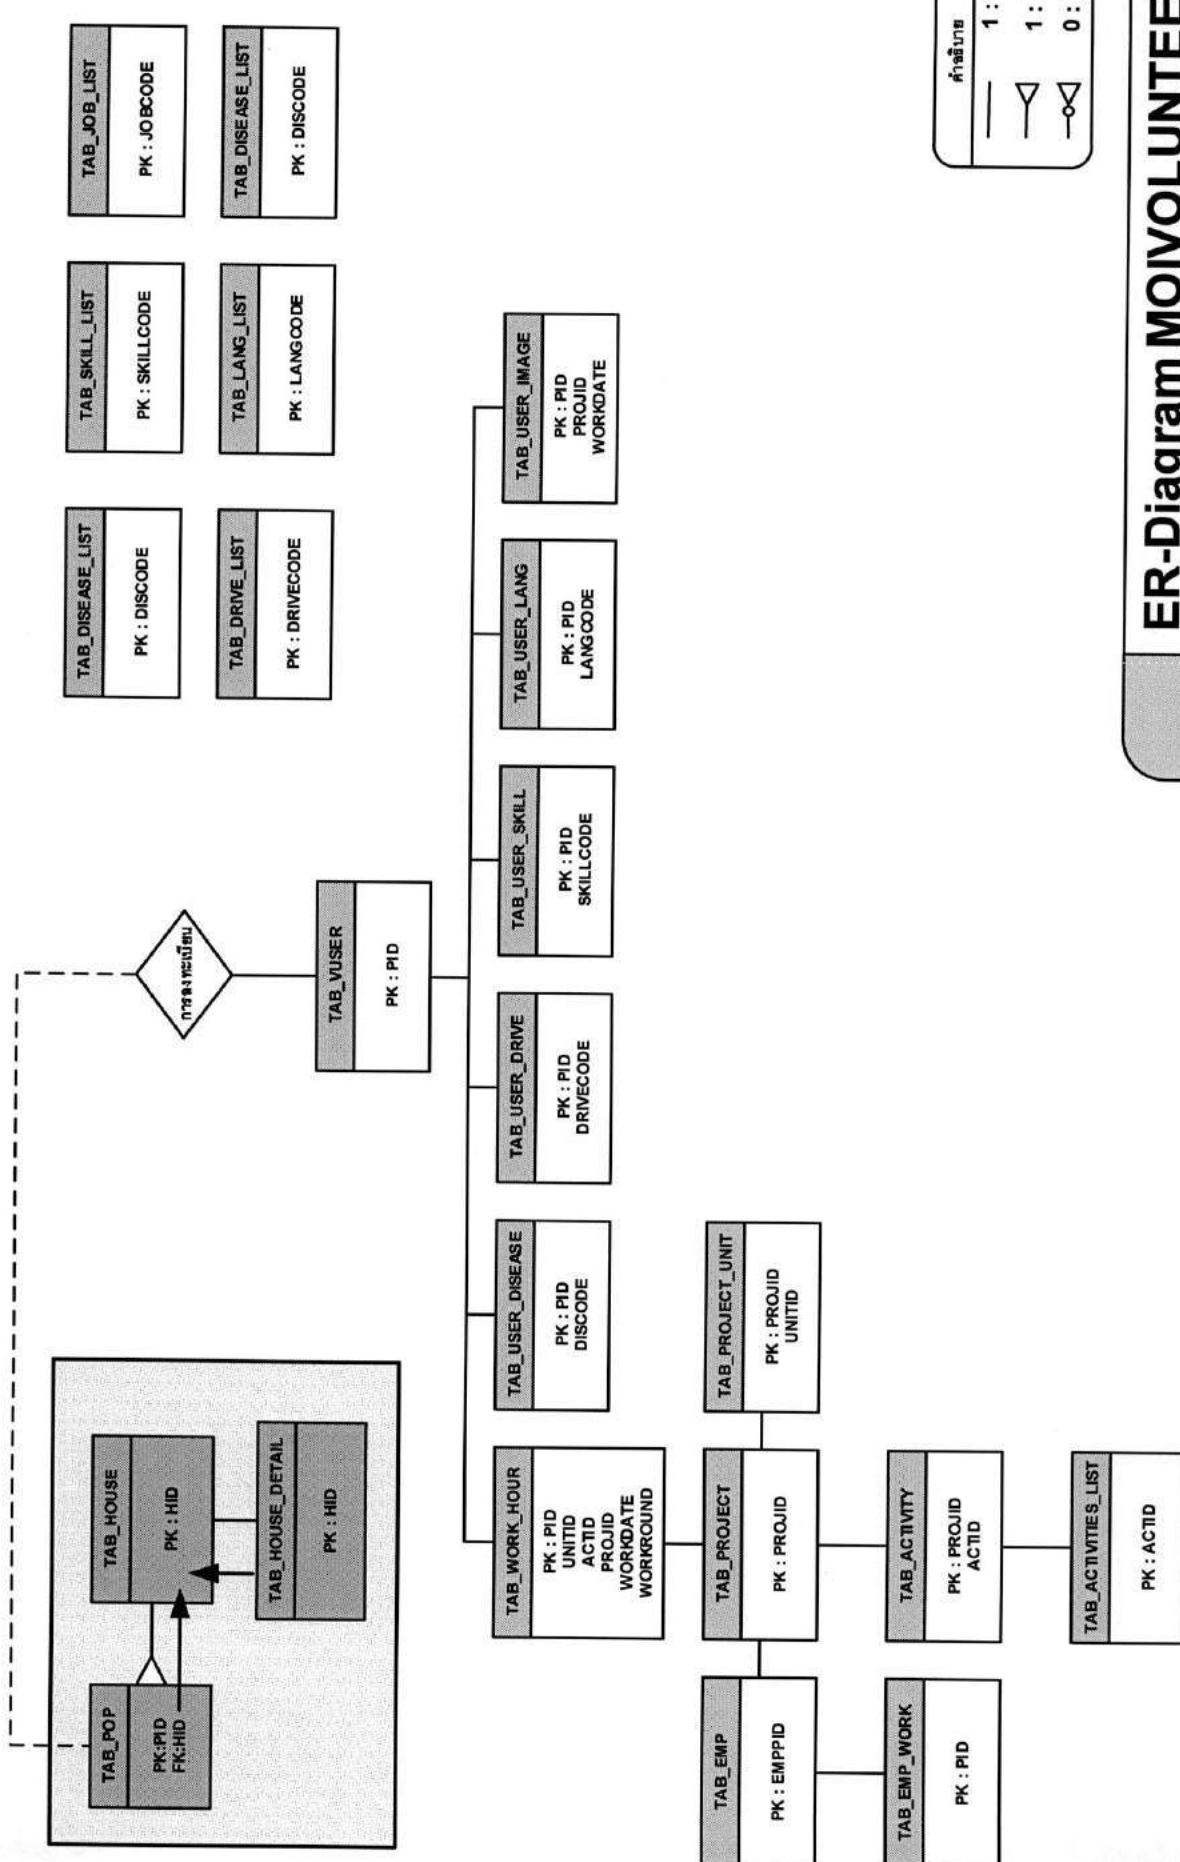 TAB_POP
PK:PID
FK:HID
TAB_HOUSE
PK : HID
TAB_HOUSE_DETAIL
PK : HID
การลงทะเบียน
TAB_VUSER
PK : PID
TAB_DISEASE_LIST
PK : DISCODE
TAB_SKILL_LIST
PK : SKILLCODE
TAB_JOB_LIST
PK : JOBCODE
TAB_DRIVE_LIST
PK : DRIVECODE
TAB_LANG_LIST
PK : LANGCODE
TAB_DISEASE_LIST
PK : DISCODE
TAB_WORK_HOUR
PK : PID
UNITID
ACTID
PROJID
WORKDATE
WORKROUND
TAB_USER_DISEASE
PK : PID
DISCODE
TAB_USER_DRIVE
PK : PID
DRIVECODE
TAB_USER_SKILL
PK : PID
SKILLCODE
TAB_USER_LANG
PK : PID
LANGCODE
TAB_USER_IMAGE
PK : PID
PROJID
WORKDATE
TAB_EMP
PK : EMPPID
TAB_PROJECT
PK : PROJID
TAB_PROJECT_UNIT
PK : PROJID
UNITID
TAB_EMP_WORK
PK : PID
TAB_ACTIVITY
PK : PROJID
ACTID
TAB_ACTIVITIES_LIST
PK : ACTID
คำอธิบาย
1 :
1 :
0 :
ER-Diagram MOIVOLUNTEE